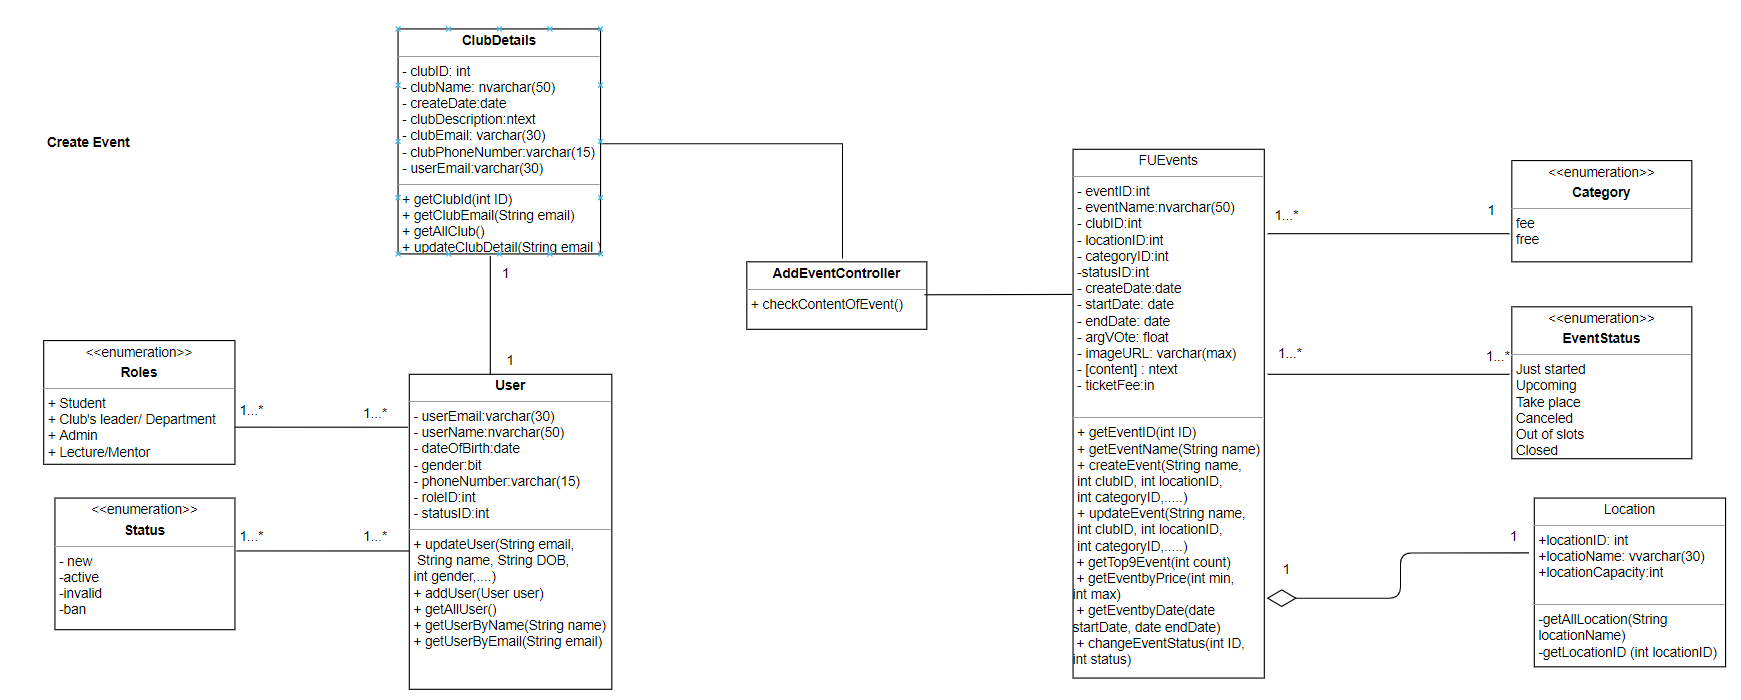 Create Event
ClubDetails
- clubID: int
- clubName: nvarchar(50)
- createDate:date
- clubDescription:ntext
- clubEmail: varchar(30)
- clubPhoneNumber:varchar(15)
- userEmail:varchar(30)
+ getClubId(int ID)
+ getClubEmail(String email)
+ getAllClub()
+ updateClubDetail(String email )
1
1
<<enumeration>>
Roles
+ Student
+ Club's leader/ Department
+ Admin
+ Lecture/Mentor
1...*
1...*
<<enumeration>>
Status
- new
-active
-invalid
-ban
1...*
1...*
User
- userEmail:varchar(30)
- userName:nvarchar(50)
- dateOfBirth:date
- gender:bit
- phoneNumber:varchar(15)
- roleID:int
- statusID:int
+ updateUser(String email,
String name, String DOB,
int gender,....)
+ addUser(User user)
+ getAllUser()
+ getUserByName(String name)
+ getUserByEmail(String email)
AddEventController
+ checkContentOfEvent()
FUEvents
- eventID:int
- eventName:nvarchar(50)
- clubID:int
- locationID:int
- categoryID:int
-statusID:int
- createDate:date
- startDate: date
- endDate: date
- argVOte: float
- imageURL: varchar(max)
- [content] : ntext
- ticketFee:in
+ getEventID(int ID)
+ getEventName(String name)
+ createEvent(String name,
int clubID, int locationID,
int categoryID,.....)
+ updateEvent(String name,
int clubID, int locationID,
int categoryID,.....)
+ getTop9Event(int count)
+ getEventbyPrice(int min,
int max)
+ getEventbyDate(date
startDate, date endDate)
+ changeEventStatus(int ID,
int status)
1...*
1
<<enumeration>>
Category
fee
free
1...*
1...*
<<enumeration>>
EventStatus
Just started
Upcoming
Take place
Canceled
Out of slots
Closed
1
1
Location
+locationID: int
+locatioName: vvarchar(30)
+locationCapacity:int
-getAllLocation(String
locationName)
-getLocationID (int locationID)